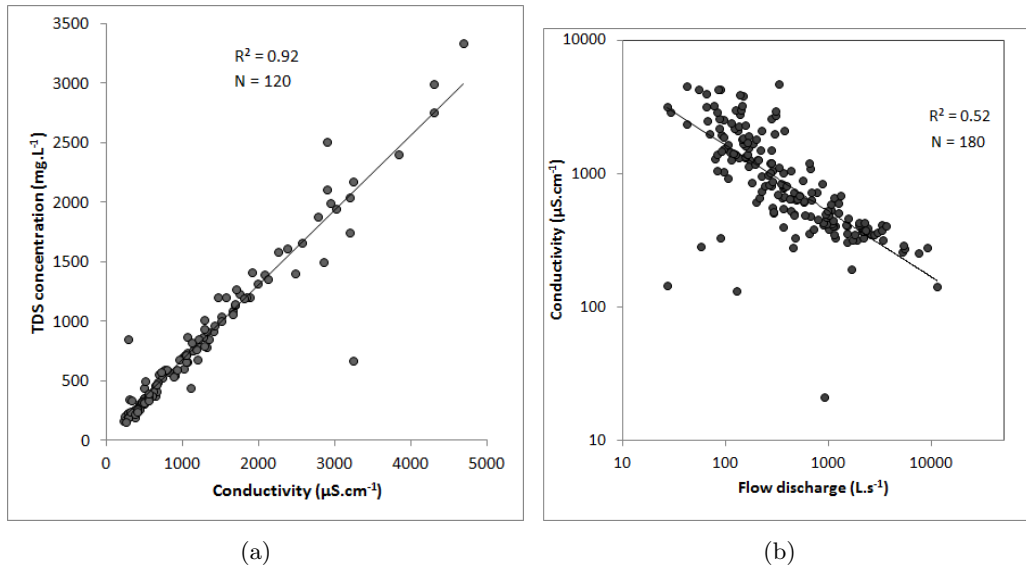 3500
3000
2500
2000
1500
1000
500
0
0 1000 2000 3000 4000 5000
TDS concentration (mg.L⁻¹)
Conductivity (µS.cm⁻¹)
R² = 0.92
N = 120
(a)
10000
1000
100
10
10 100 1000 10000
Conductivity (µS.cm⁻¹)
Flow discharge (L.s⁻¹)
R² = 0.52
N = 180
(b)